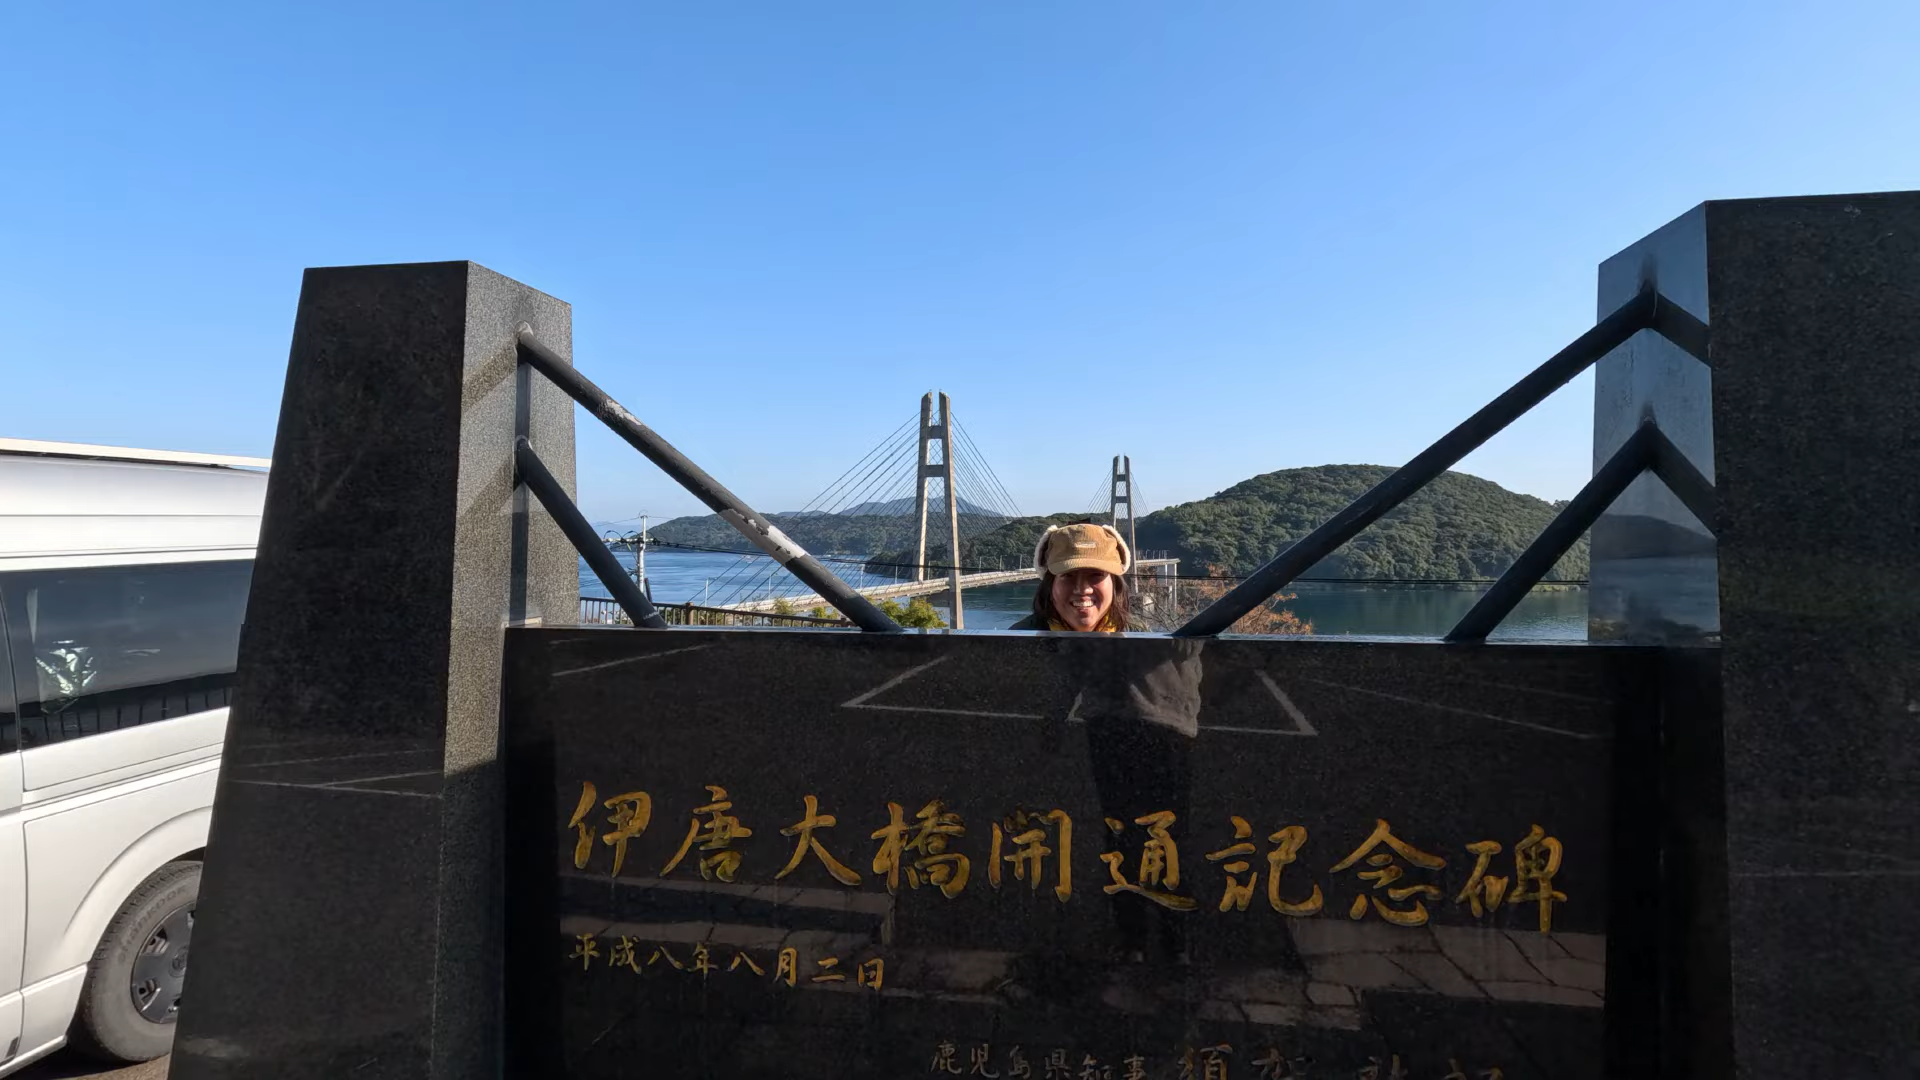 伊唐大橋開通記念碑
平成八年八月二日
鹿児島県知事